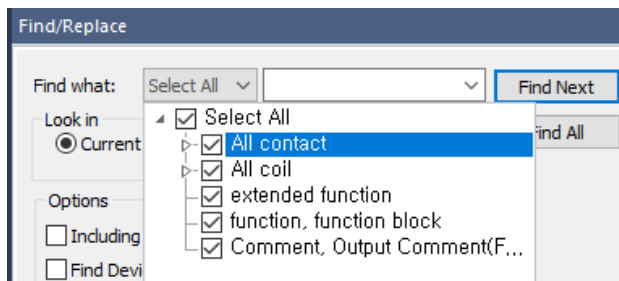 Find/Replace
Find what: Select All Find Next
Look in
Select All
Current
All contact
Find All
All coil
Options
extended function
Including
function, function block
Find Devi
Comment, Output Comment(F...